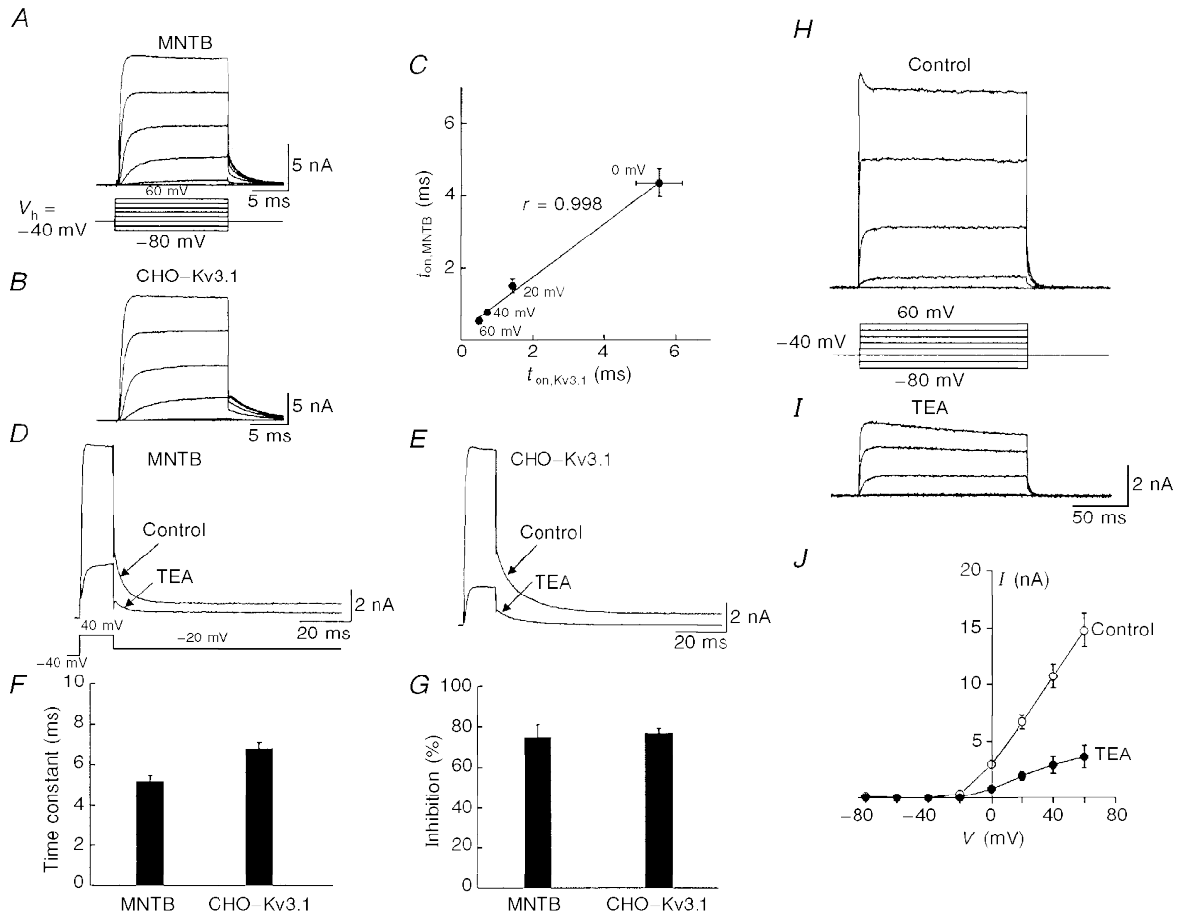 A
MNTB
5 nA
5 ms
60 mV
Vh =
−40 mV
−80 mV
B
CHO−Kv3.1
5 nA
5 ms
C
6
4
2
0
2
4
6
0 mV
r = 0.998
20 mV
40 mV
60 mV
ton,MNTB (ms)
ton,Kv3.1 (ms)
D
MNTB
Control
TEA
2 nA
20 ms
40 mV
−20 mV
−40 mV
E
CHO−Kv3.1
Control
TEA
2 nA
20 ms
F
Time constant (ms)
10
8
6
4
2
0
MNTB
CHO−Kv3.1
G
Inhibition (%)
100
80
60
40
20
0
MNTB
CHO−Kv3.1
H
Control
60 mV
−40 mV
−80 mV
I
TEA
2 nA
50 ms
J
20
I (nA)
15
Control
10
5
TEA
−80
−40
0
40
80
V (mV)